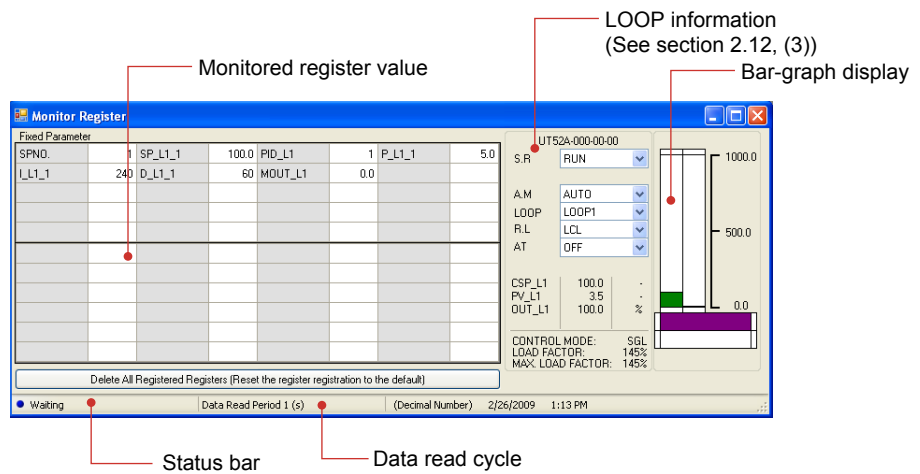 LOOP information
(See section 2.12, (3))
Monitored register value
Bar-graph display
Monitor Register
Fixed Parameter
SPNO. 1 SP_L1_1 100.0 PID_L1 1 P_L1_1 5.0
I_L1_1 240 D_L1_1 60 MOUT_L1 0.0
UT52A-000-00-00
S.R RUN
A.M AUTO
LOOP LOOP1
R.L LCL
AT OFF
CSP_L1 100.0 .
PV_L1 3.5 .
OUT_L1 100.0 %
CONTROL MODE: SGL
LOAD FACTOR: 145%
MAX. LOAD FACTOR: 145%
1000.0
500.0
0.0
Delete All Registered Registers (Reset the register registration to the default)
Waiting Data Read Period 1 (s) (Decimal Number) 2/26/2009 1:13 PM
Status bar
Data read cycle